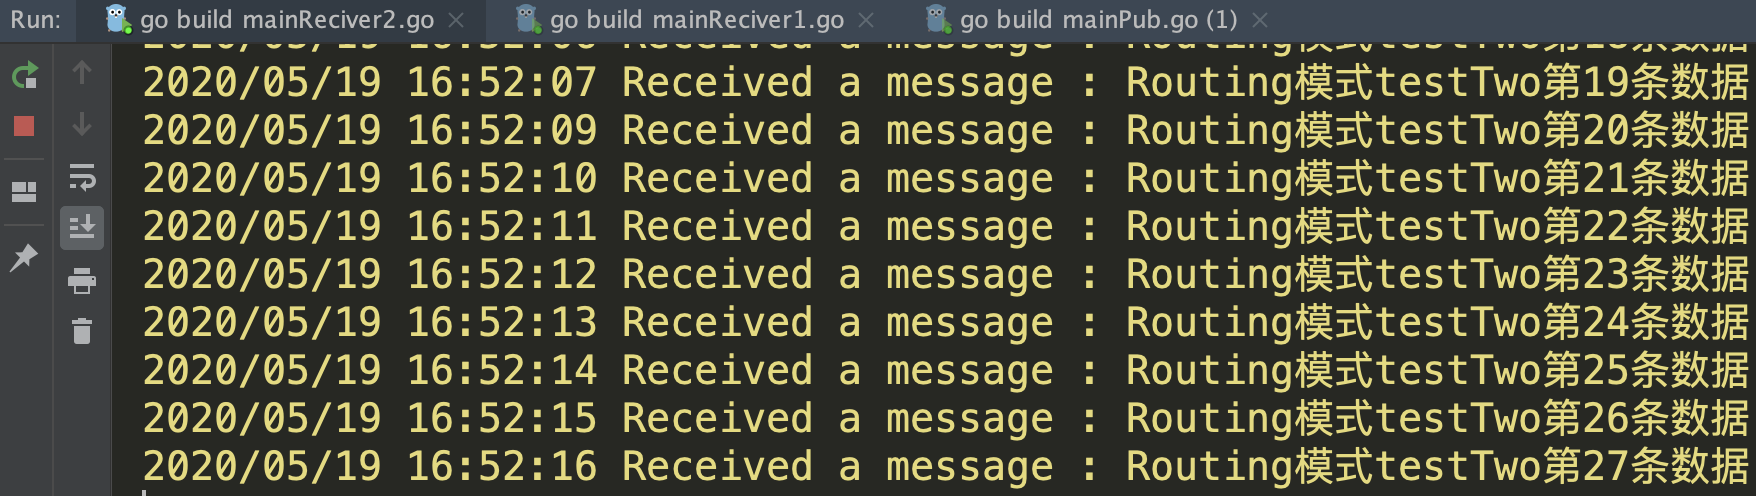 Run: go build mainReciver2.go × go build mainReciver1.go × go build mainPub.go (1) ×
2020/05/19 16:52:07 Received a message : Routing模式testTwo第19条数据
2020/05/19 16:52:09 Received a message : Routing模式testTwo第20条数据
2020/05/19 16:52:10 Received a message : Routing模式testTwo第21条数据
2020/05/19 16:52:11 Received a message : Routing模式testTwo第22条数据
2020/05/19 16:52:12 Received a message : Routing模式testTwo第23条数据
2020/05/19 16:52:13 Received a message : Routing模式testTwo第24条数据
2020/05/19 16:52:14 Received a message : Routing模式testTwo第25条数据
2020/05/19 16:52:15 Received a message : Routing模式testTwo第26条数据
2020/05/19 16:52:16 Received a message : Routing模式testTwo第27条数据